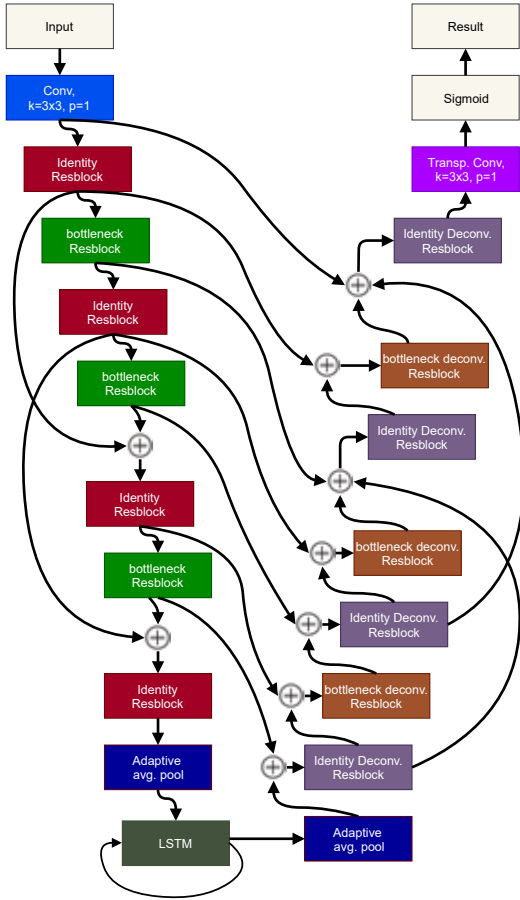 Input
Conv,
k=3x3, p=1
Identity
Resblock
bottleneck
Resblock
Identity
Resblock
bottleneck
Resblock
Identity
Resblock
bottleneck
Resblock
Identity
Resblock
Adaptive
avg. pool
LSTM
Adaptive
avg. pool
Identity Deconv.
Resblock
bottleneck deconv.
Resblock
Identity Deconv.
Resblock
bottleneck deconv.
Resblock
Identity Deconv.
Resblock
bottleneck deconv.
Resblock
Identity Deconv.
Resblock
Transp. Conv,
k=3x3, p=1
Sigmoid
Result